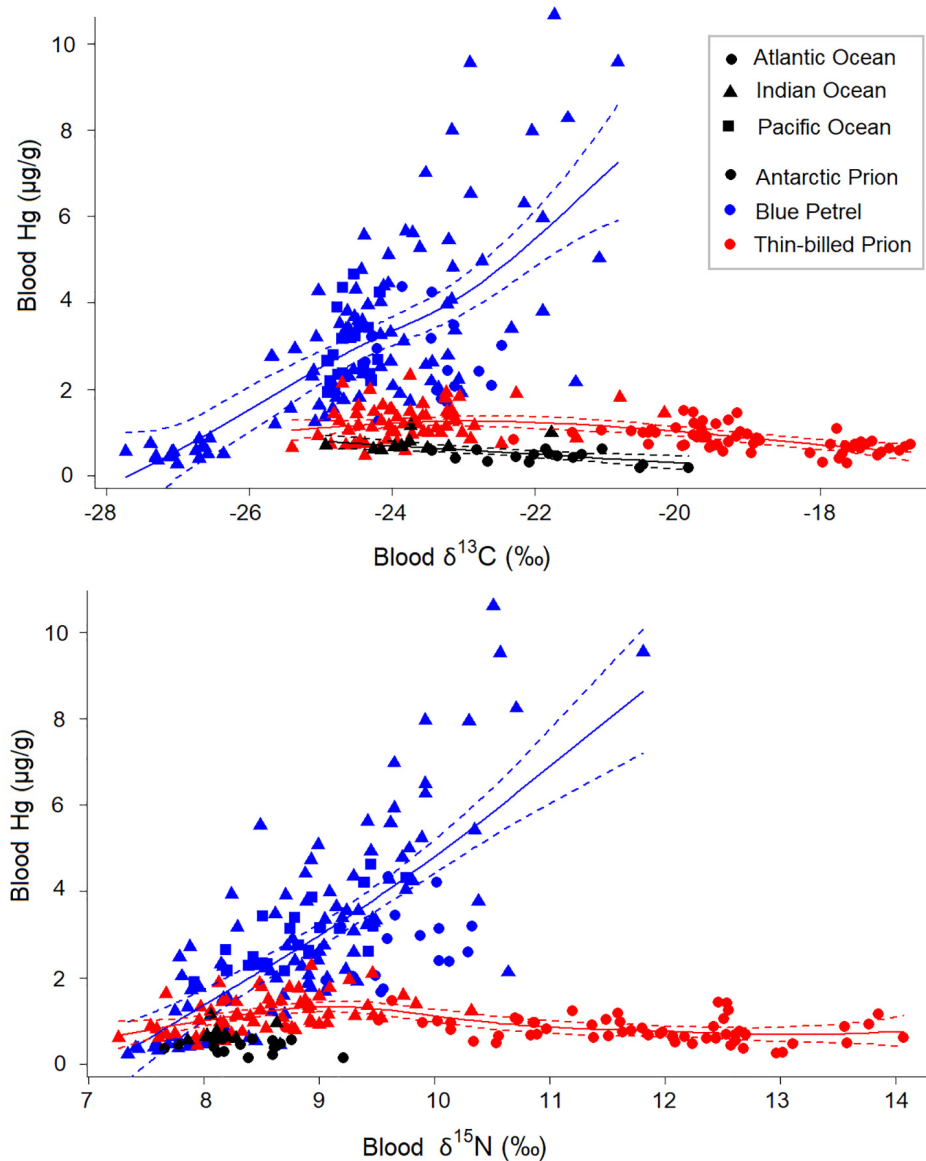 10
8
6
4
2
0
Blood Hg (µg/g)
-28 -26 -24 -22 -20 -18
Blood δ¹³C (‰)
Atlantic Ocean
Indian Ocean
Pacific Ocean
Antarctic Prion
Blue Petrel
Thin-billed Prion
10
8
6
4
2
0
Blood Hg (µg/g)
7 8 9 10 11 12 13 14
Blood δ¹⁵N (‰)